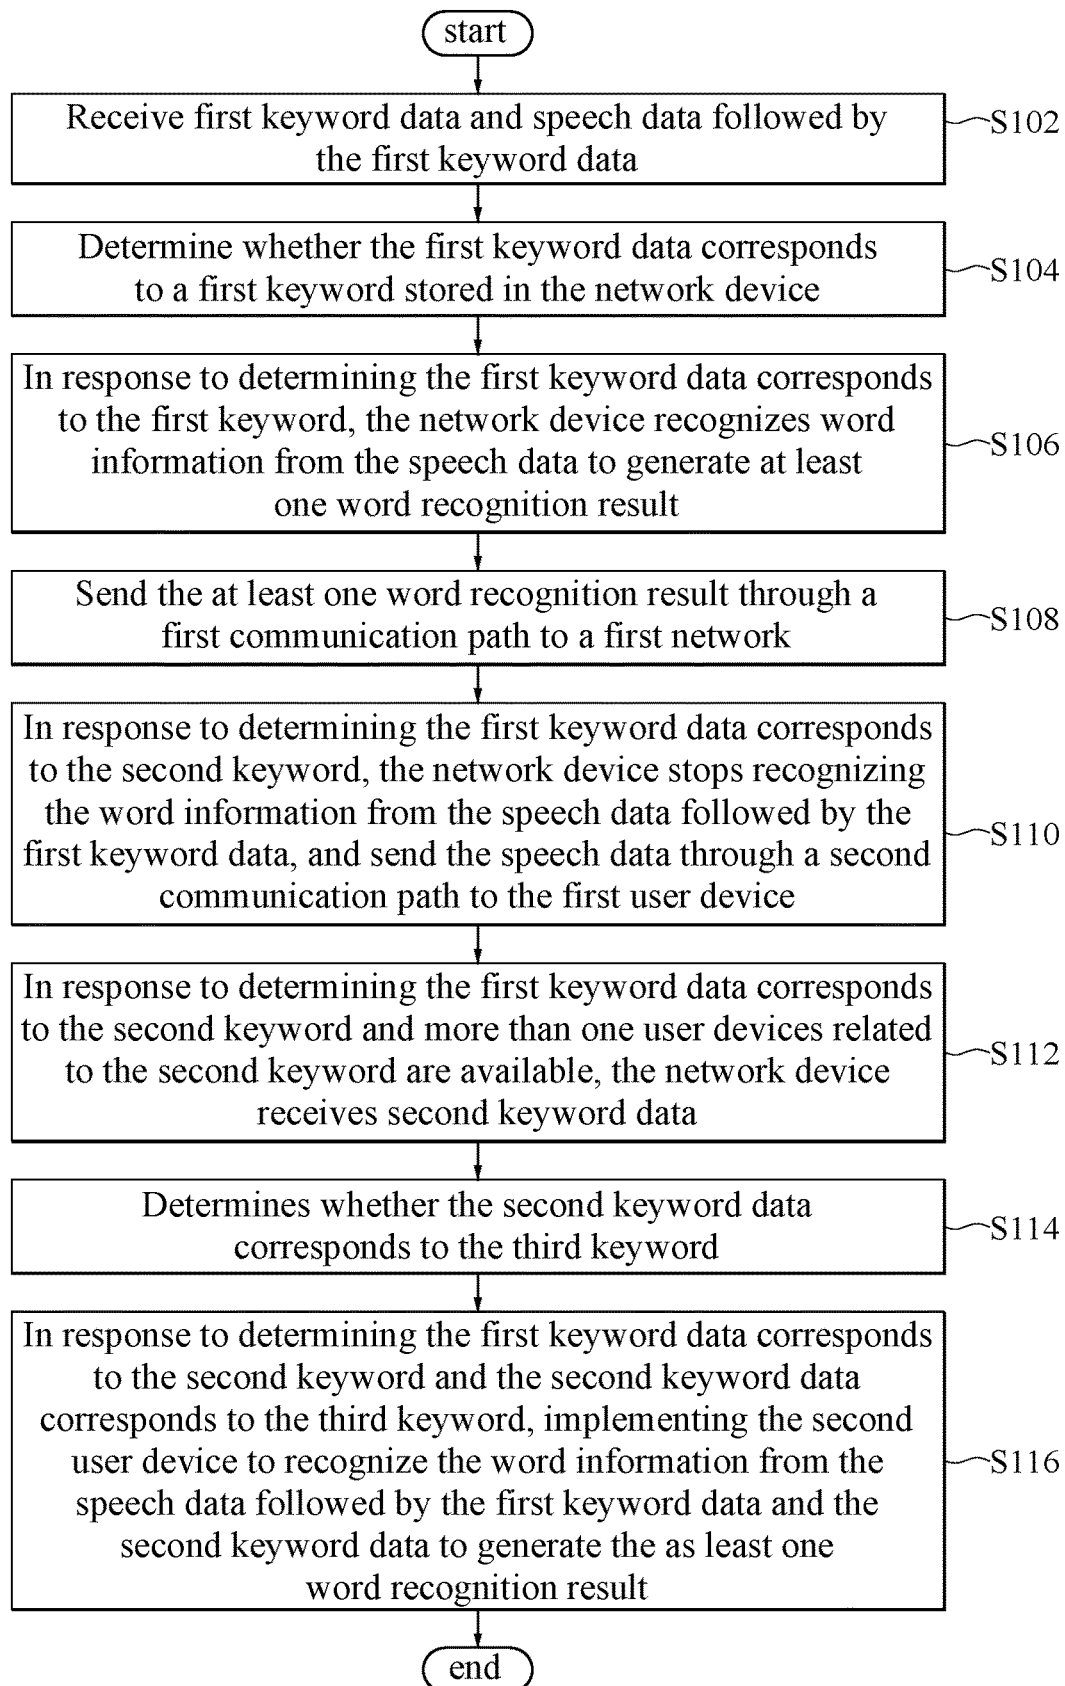 start
Receive first keyword data and speech data followed by
the first keyword data
S102
Determine whether the first keyword data corresponds
to a first keyword stored in the network device
S104
In response to determining the first keyword data corresponds
to the first keyword, the network device recognizes word
information from the speech data to generate at least
one word recognition result
S106
Send the at least one word recognition result through a
first communication path to a first network
S108
In response to determining the first keyword data corresponds
to the second keyword, the network device stops recognizing
the word information from the speech data followed by the
first keyword data, and send the speech data through a second
communication path to the first user device
S110
In response to determining the first keyword data corresponds
to the second keyword and more than one user devices related
to the second keyword are available, the network device
receives second keyword data
S112
Determines whether the second keyword data
corresponds to the third keyword
S114
In response to determining the first keyword data corresponds
to the second keyword and the second keyword data
corresponds to the third keyword, implementing the second
user device to recognize the word information from the
speech data followed by the first keyword data and the
second keyword data to generate the as least one
word recognition result
S116
end